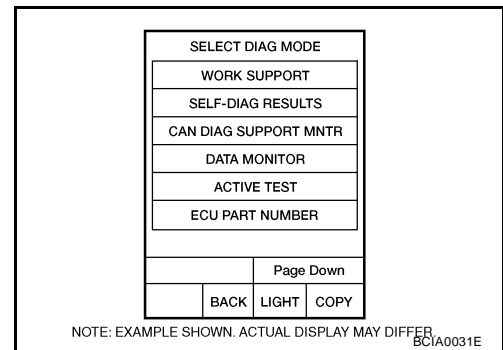 SELECT DIAG MODE
WORK SUPPORT
SELF-DIAG RESULTS
CAN DIAG SUPPORT MNTR
DATA MONITOR
ACTIVE TEST
ECU PART NUMBER
Page Down
BACK LIGHT COPY
NOTE: EXAMPLE SHOWN. ACTUAL DISPLAY MAY DIFFER.
BCIA0031E